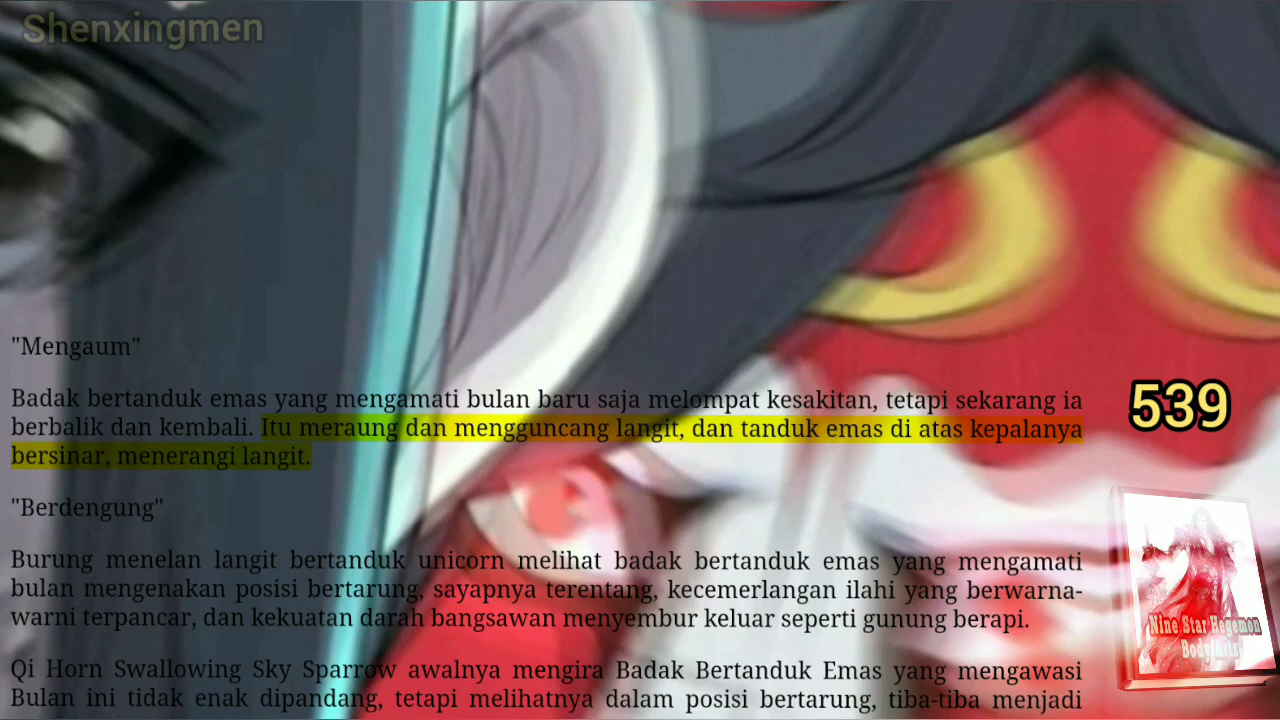 Shenxingmen
"Mengaum"
Badak bertanduk emas yang mengamati bulan baru saja melompat kesakitan, tetapi sekarang ia
berbalik dan kembali. Itu meraung dan mengguncang langit, dan tanduk emas di atas kepalanya
bersinar, menerangi langit.
539
"Berdengung"
Burung menelan langit bertanduk unicorn melihat badak bertanduk emas yang mengamati
bulan mengenakan posisi bertarung, sayapnya terentang, kecemerlangan ilahi yang berwarna-
warni terpancar, dan kekuatan darah bangsawan menyembur keluar seperti gunung berapi.
Nine Star Hegemon
Body Arts
Qi Horn Swallowing Sky Sparrow awalnya mengira Badak Bertanduk Emas yang mengawasi
Bulan ini tidak enak dipandang, tetapi melihatnya dalam posisi bertarung, tiba-tiba menjadi